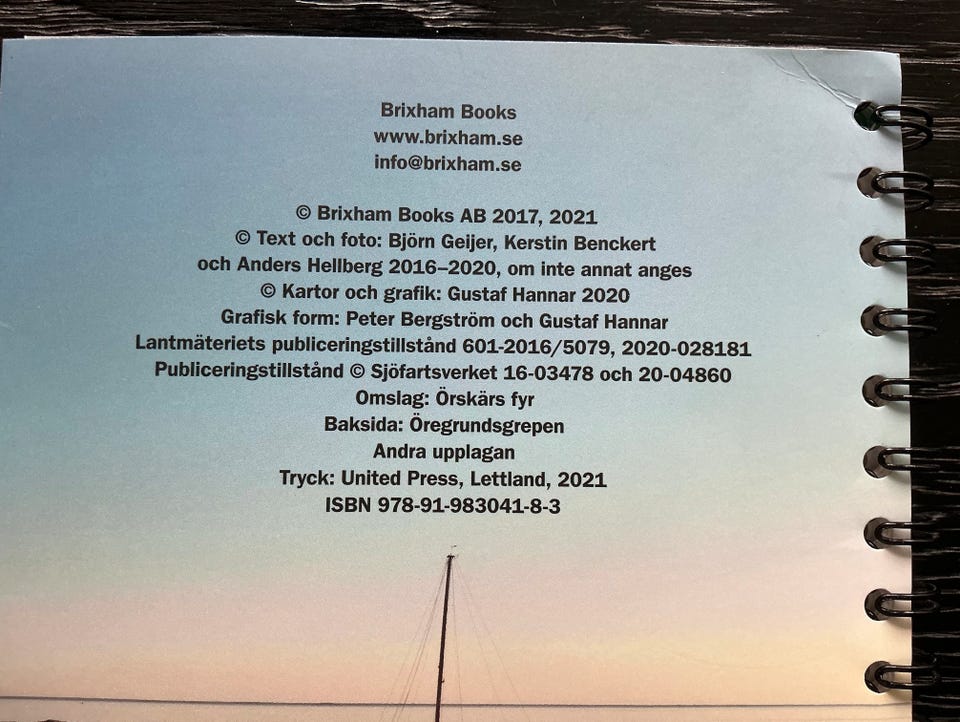 Brixham Books
www.brixham.se
info@brixham.se
© Brixham Books AB 2017, 2021
© Text och foto: Björn Geijer, Kerstin Benckert
och Anders Hellberg 2016–2020, om inte annat anges
© Kartor och grafik: Gustaf Hannar 2020
Grafisk form: Peter Bergström och Gustaf Hannar
Lantmäteriets publiceringstillstånd 601-2016/5079, 2020-028181
Publiceringstillstånd © Sjöfartsverket 16-03478 och 20-04860
Omslag: Örskärs fyr
Baksida: Öregrundsgrepen
Andra upplagan
Tryck: United Press, Lettland, 2021
ISBN 978-91-983041-8-3